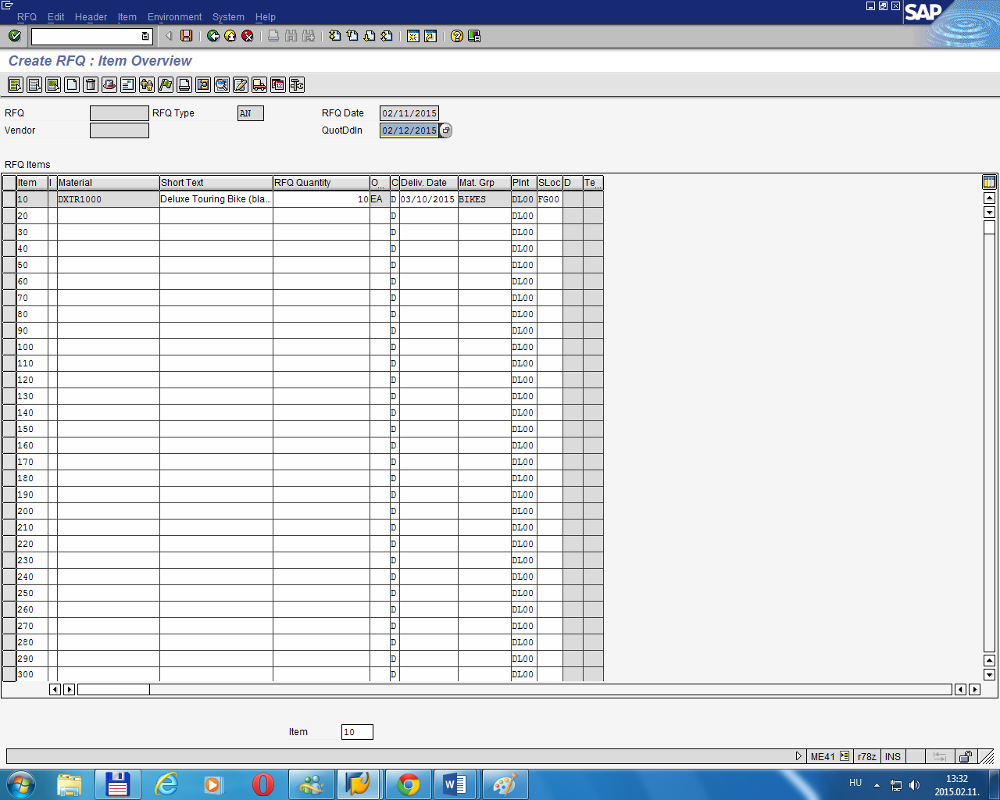 RFQ Edit Header Item Environment System Help
SAP
Create RFQ : Item Overview
RFQ RFQ Type AN RFQ Date 02/11/2015
Vendor QuotDdln 02/12/2015
RFQ Items
Item I Material Short Text RFQ Quantity O... C Deliv. Date Mat. Grp Plnt SLoc D Te...
10 DXTR1000 Deluxe Touring Bike (bla... 10 EA D 03/10/2015 BIKES DL00 FG00
20 D DL00
30 D DL00
40 D DL00
50 D DL00
60 D DL00
70 D DL00
80 D DL00
90 D DL00
100 D DL00
110 D DL00
120 D DL00
130 D DL00
140 D DL00
150 D DL00
160 D DL00
170 D DL00
180 D DL00
190 D DL00
200 D DL00
210 D DL00
220 D DL00
230 D DL00
240 D DL00
250 D DL00
260 D DL00
270 D DL00
280 D DL00
290 D DL00
300 D DL00
Item 10
ME41 r78z INS
HU 13:32
2015.02.11.